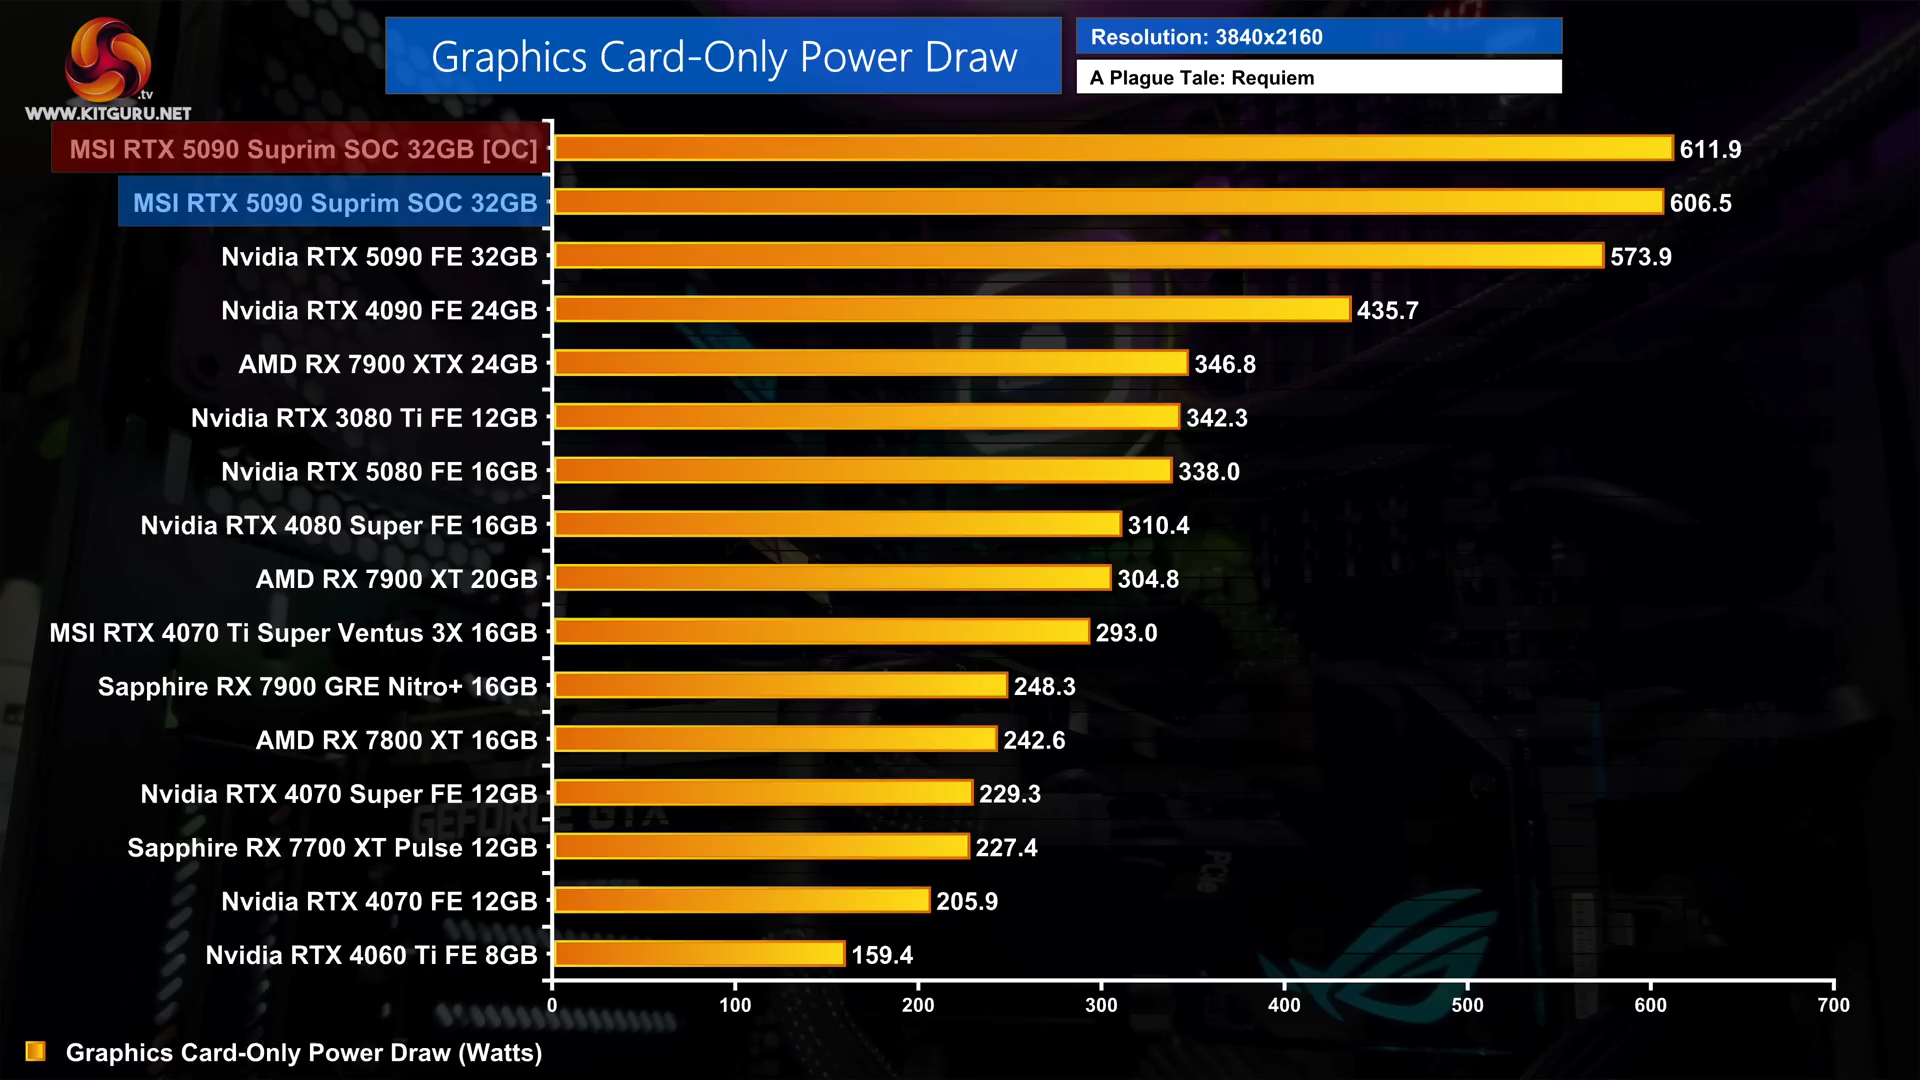 .tv
WWW.KITGURU.NET
Graphics Card-Only Power Draw
Resolution: 3840x2160
A Plague Tale: Requiem
MSI RTX 5090 Suprim SOC 32GB [OC] 611.9
MSI RTX 5090 Suprim SOC 32GB 606.5
Nvidia RTX 5090 FE 32GB 573.9
Nvidia RTX 4090 FE 24GB 435.7
AMD RX 7900 XTX 24GB 346.8
Nvidia RTX 3080 Ti FE 12GB 342.3
Nvidia RTX 5080 FE 16GB 338.0
Nvidia RTX 4080 Super FE 16GB 310.4
AMD RX 7900 XT 20GB 304.8
MSI RTX 4070 Ti Super Ventus 3X 16GB 293.0
Sapphire RX 7900 GRE Nitro+ 16GB 248.3
AMD RX 7800 XT 16GB 242.6
Nvidia RTX 4070 Super FE 12GB 229.3
GEFORCE GTX
Sapphire RX 7700 XT Pulse 12GB 227.4
PCIe
Nvidia RTX 4070 FE 12GB 205.9
Nvidia RTX 4060 Ti FE 8GB 159.4
0 100 200 300 400 500 600 700
Graphics Card-Only Power Draw (Watts)